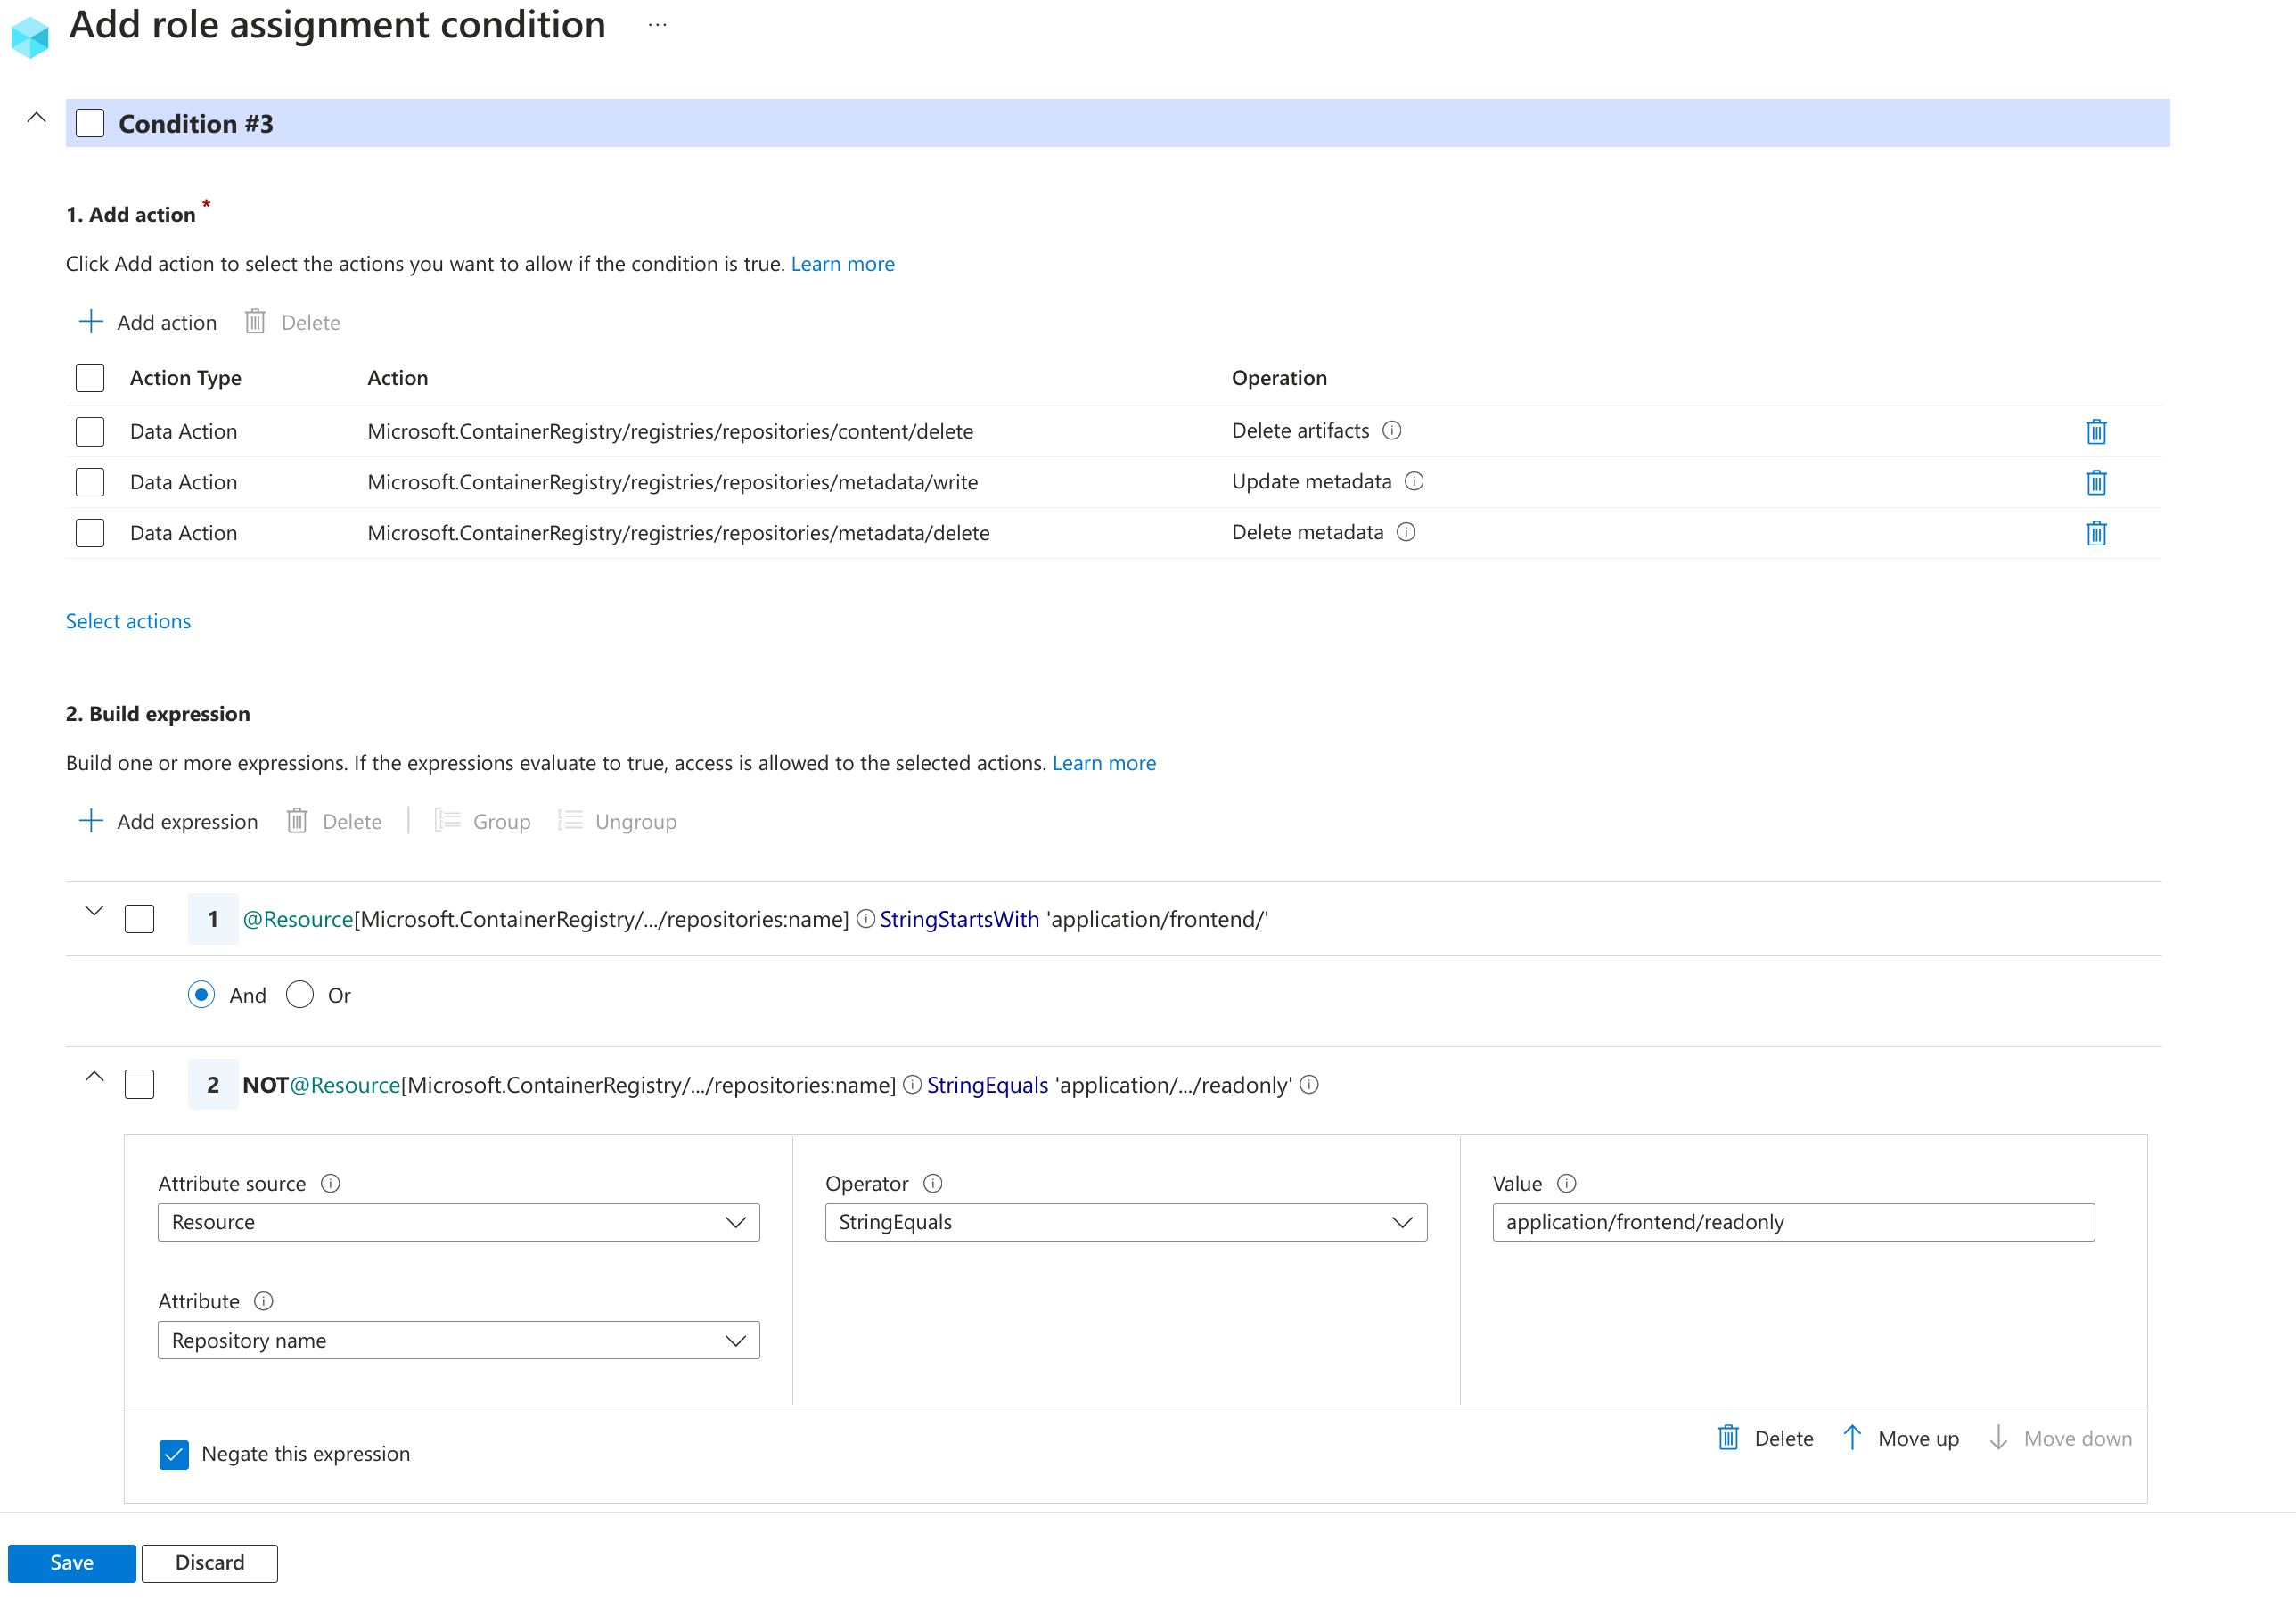 Add role assignment condition ...
Condition #3
1. Add action *
Click Add action to select the actions you want to allow if the condition is true. Learn more
Add action Delete
Action Type Action Operation
Data Action Microsoft.ContainerRegistry/registries/repositories/content/delete Delete artifacts
Data Action Microsoft.ContainerRegistry/registries/repositories/metadata/write Update metadata
Data Action Microsoft.ContainerRegistry/registries/repositories/metadata/delete Delete metadata
Select actions
2. Build expression
Build one or more expressions. If the expressions evaluate to true, access is allowed to the selected actions. Learn more
Add expression Delete Group Ungroup
1 @Resource[Microsoft.ContainerRegistry/.../repositories:name] StringStartsWith 'application/frontend/'
And Or
2 NOT@Resource[Microsoft.ContainerRegistry/.../repositories:name] StringEquals 'application/.../readonly'
Attribute source Operator Value
Resource StringEquals application/frontend/readonly
Attribute
Repository name
Negate this expression Delete Move up Move down
Save Discard